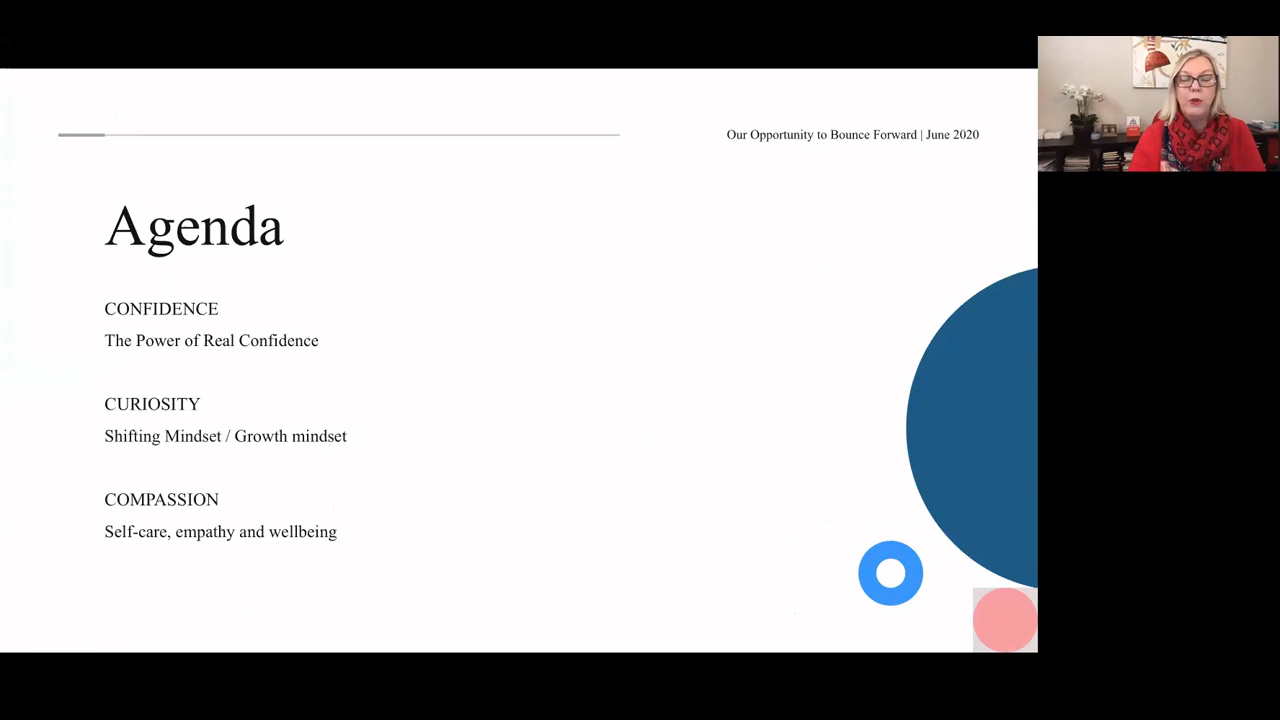 Our Opportunity to Bounce Forward | June 2020
Agenda
CONFIDENCE
The Power of Real Confidence
CURIOSITY
Shifting Mindset / Growth mindset
COMPASSION
Self-care, empathy and wellbeing